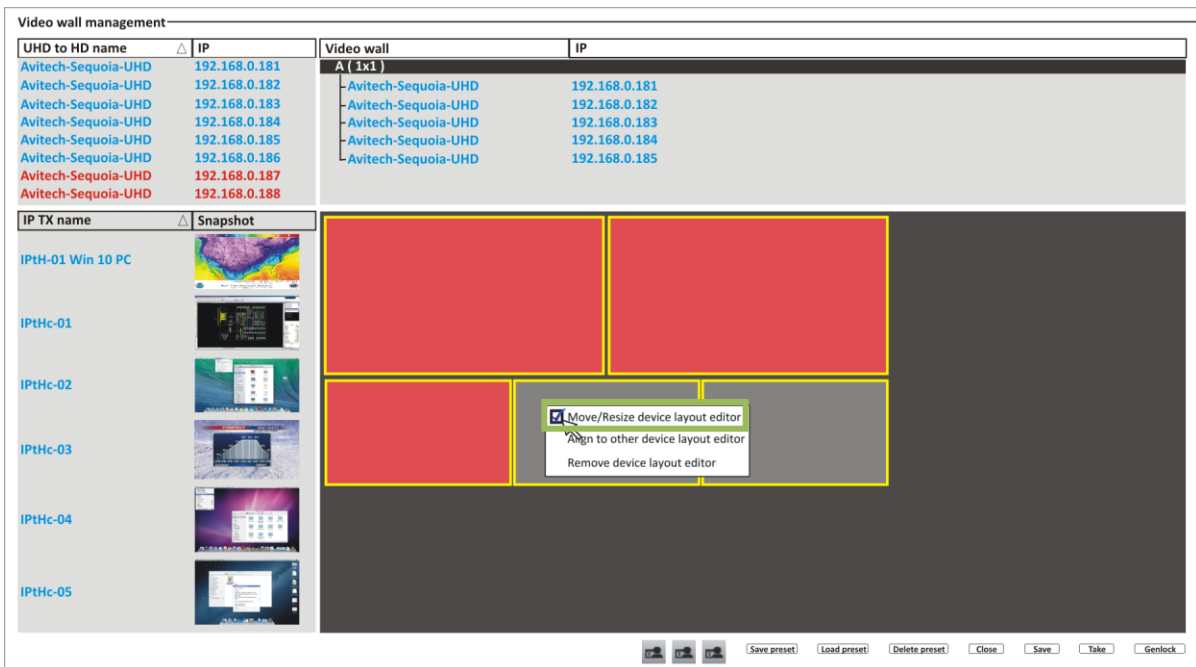 Video wall management
UHD to HD name △ IP
Avitech-Sequoia-UHD 192.168.0.181
Avitech-Sequoia-UHD 192.168.0.182
Avitech-Sequoia-UHD 192.168.0.183
Avitech-Sequoia-UHD 192.168.0.184
Avitech-Sequoia-UHD 192.168.0.185
Avitech-Sequoia-UHD 192.168.0.186
Avitech-Sequoia-UHD 192.168.0.187
Avitech-Sequoia-UHD 192.168.0.188
Video wall IP
A ( 1x1 )
Avitech-Sequoia-UHD 192.168.0.181
Avitech-Sequoia-UHD 192.168.0.182
Avitech-Sequoia-UHD 192.168.0.183
Avitech-Sequoia-UHD 192.168.0.184
Avitech-Sequoia-UHD 192.168.0.185
IP TX name △ Snapshot
IPtH-01 Win 10 PC
IPtHc-01
IPtHc-02
IPtHc-03
IPtHc-04
IPtHc-05
Move/Resize device layout editor
Align to other device layout editor
Remove device layout editor
Save preset Load preset Delete preset Close Save Take Genlock